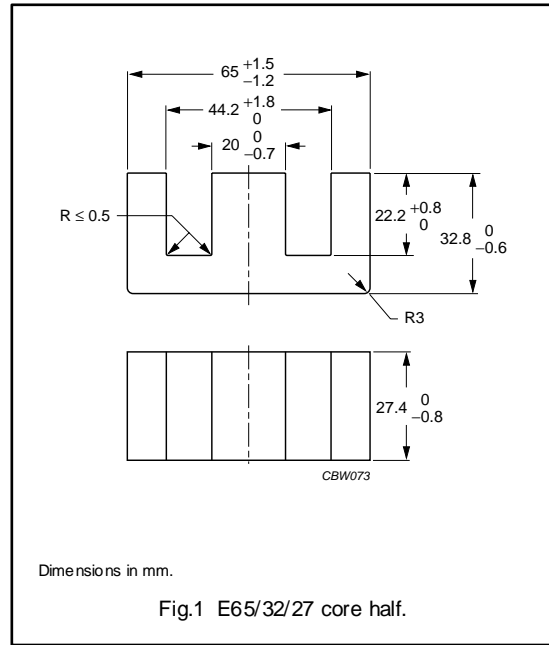 65 +1.5 −1.2
44.2 +1.8 0
20 0 −0.7
R ≤ 0.5
22.2 +0.8 0
32.8 0 −0.6
R3
27.4 0 −0.8
CBW073
Dimensions in mm.
Fig.1 E65/32/27 core half.